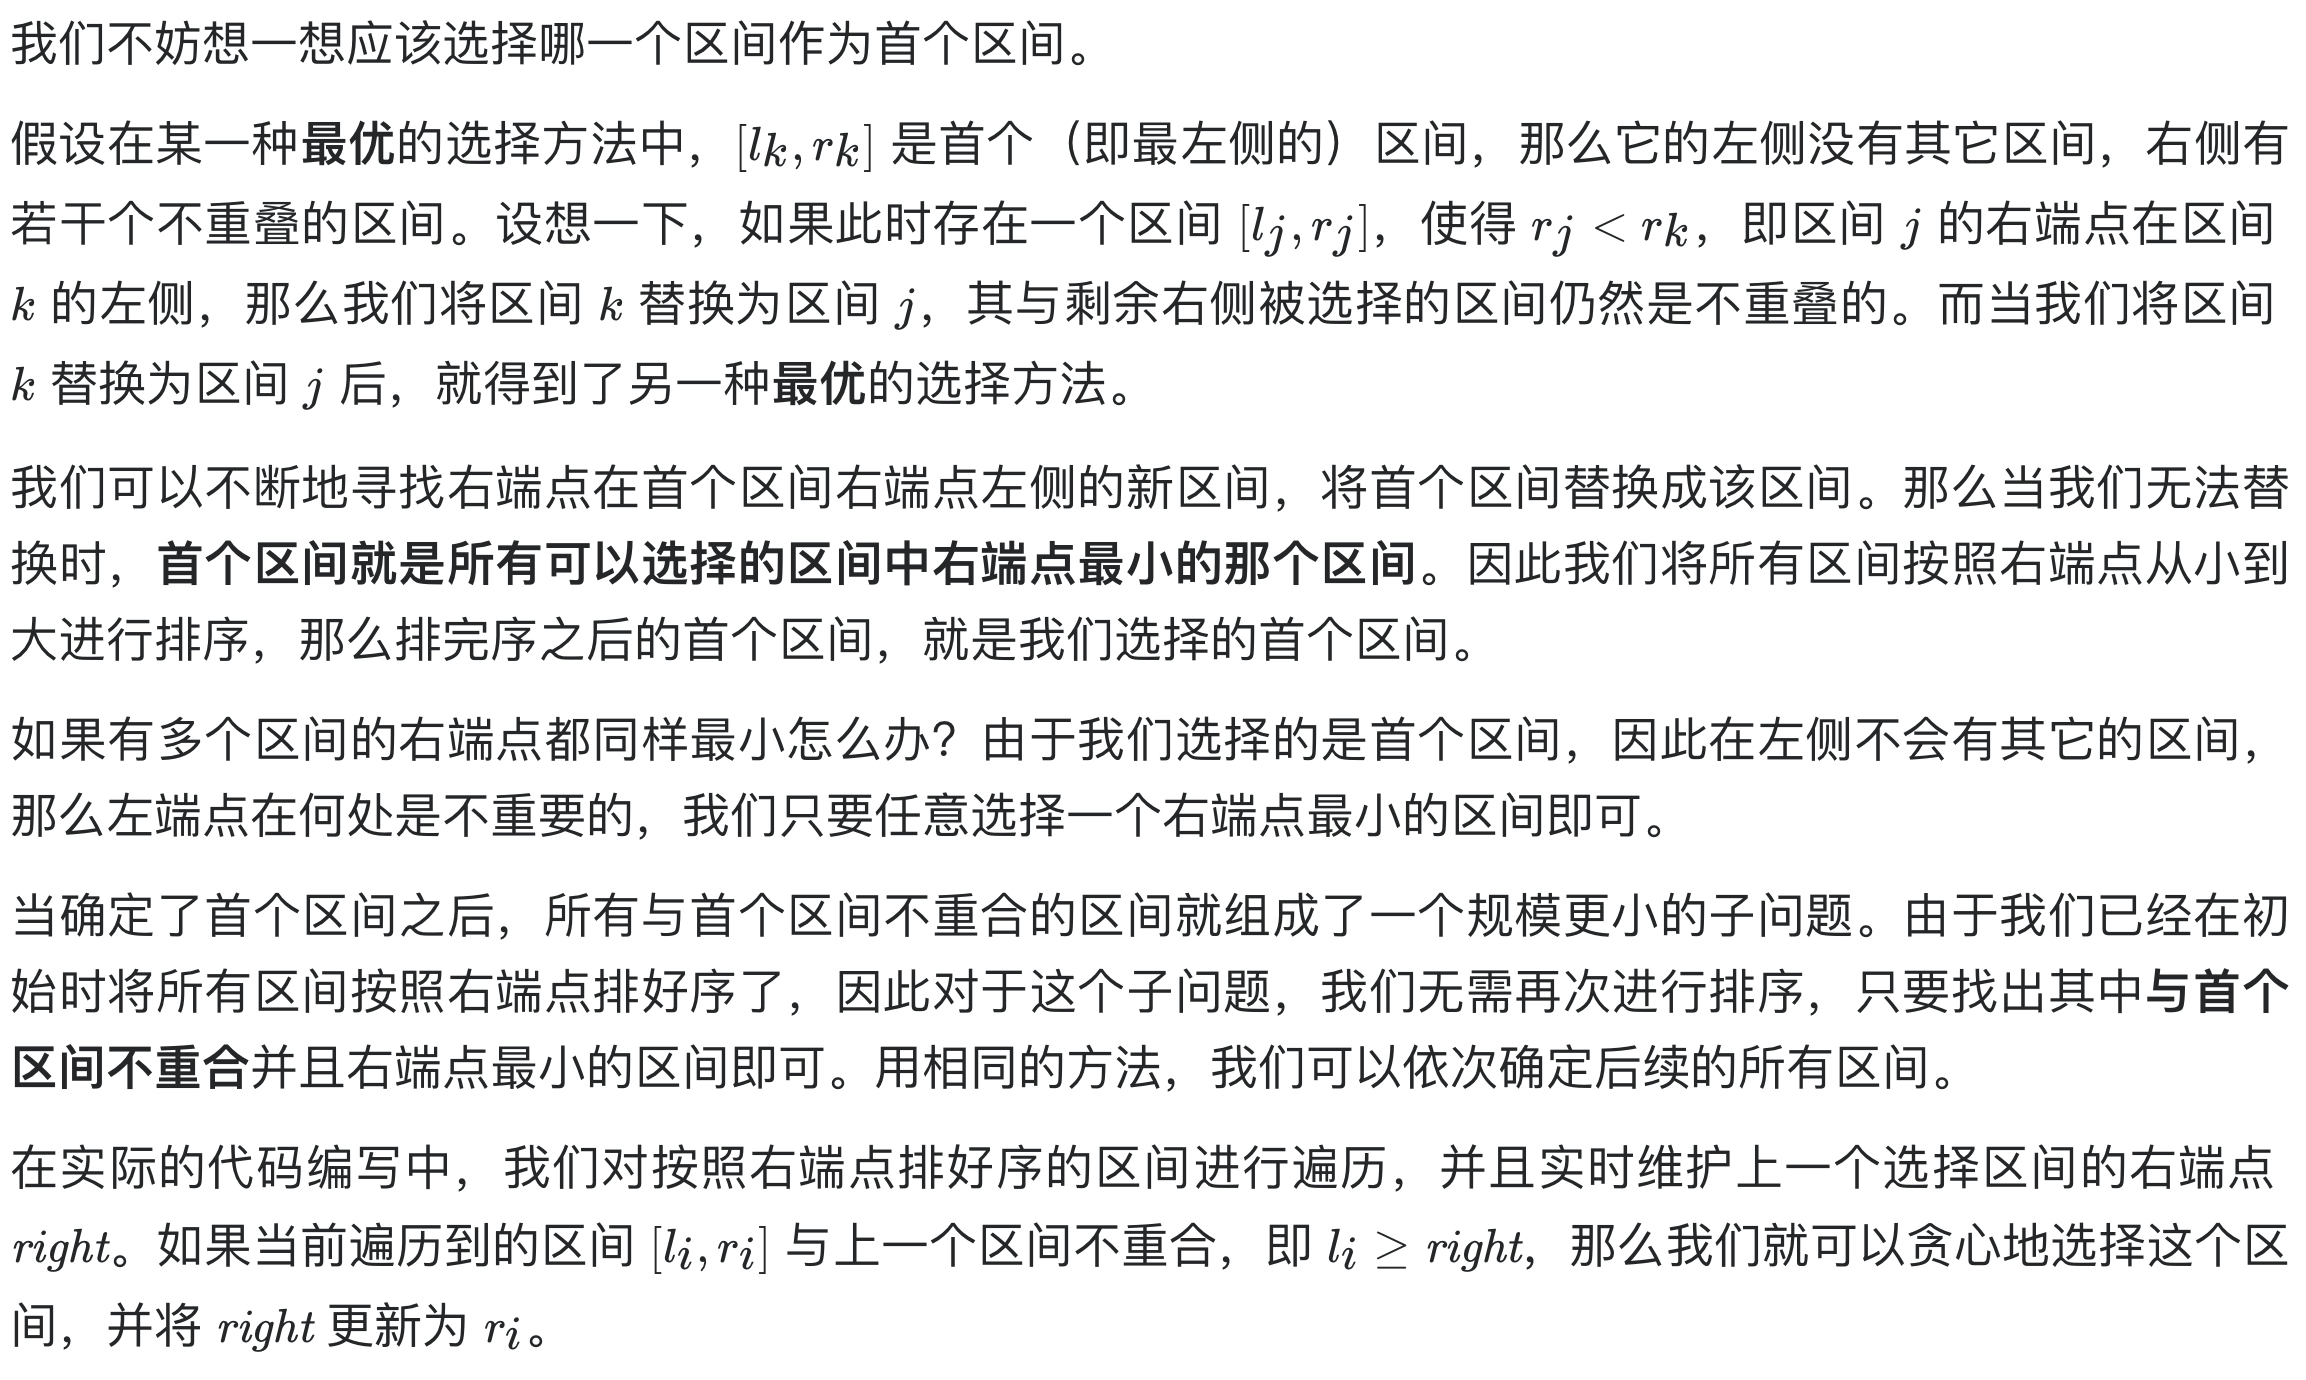 我们不妨想一想应该选择哪一个区间作为首个区间。
假设在某一种最优的选择方法中，[l_k, r_k] 是首个（即最左侧的）区间，那么它的左侧没有其它区间，右侧有
若干个不重叠的区间。设想一下，如果此时存在一个区间 [l_j, r_j]，使得 r_j < r_k，即区间 j 的右端点在区间
k 的左侧，那么我们将区间 k 替换为区间 j，其与剩余右侧被选择的区间仍然是不重叠的。而当我们将区间
k 替换为区间 j 后，就得到了另一种最优的选择方法。
我们可以不断地寻找右端点在首个区间右端点左侧的新区间，将首个区间替换成该区间。那么当我们无法替
换时，首个区间就是所有可以选择的区间中右端点最小的那个区间。因此我们将所有区间按照右端点从小到
大进行排序，那么排完序之后的首个区间，就是我们选择的首个区间。
如果有多个区间的右端点都同样最小怎么办？由于我们选择的是首个区间，因此在左侧不会有其它的区间，
那么左端点在何处是不重要的，我们只要任意选择一个右端点最小的区间即可。
当确定了首个区间之后，所有与首个区间不重合的区间就组成了一个规模更小的子问题。由于我们已经在初
始时将所有区间按照右端点排好序了，因此对于这个子问题，我们无需再次进行排序，只要找出其中与首个
区间不重合并且右端点最小的区间即可。用相同的方法，我们可以依次确定后续的所有区间。
在实际的代码编写中，我们对按照右端点排好序的区间进行遍历，并且实时维护上一个选择区间的右端点
right。如果当前遍历到的区间 [l_i, r_i] 与上一个区间不重合，即 l_i ≥ right，那么我们就可以贪心地选择这个区
间，并将 right 更新为 r_i。